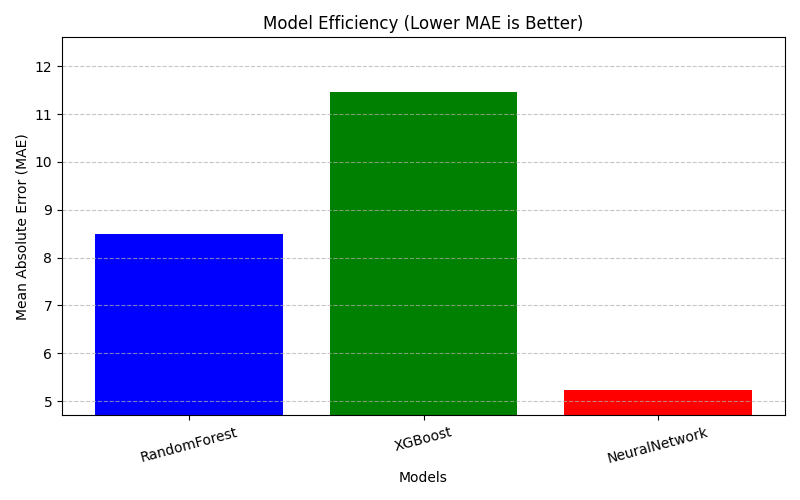 Model Efficiency (Lower MAE is Better)
Mean Absolute Error (MAE)
12
11
10
9
8
7
6
5
RandomForest
XGBoost
NeuralNetwork
Models